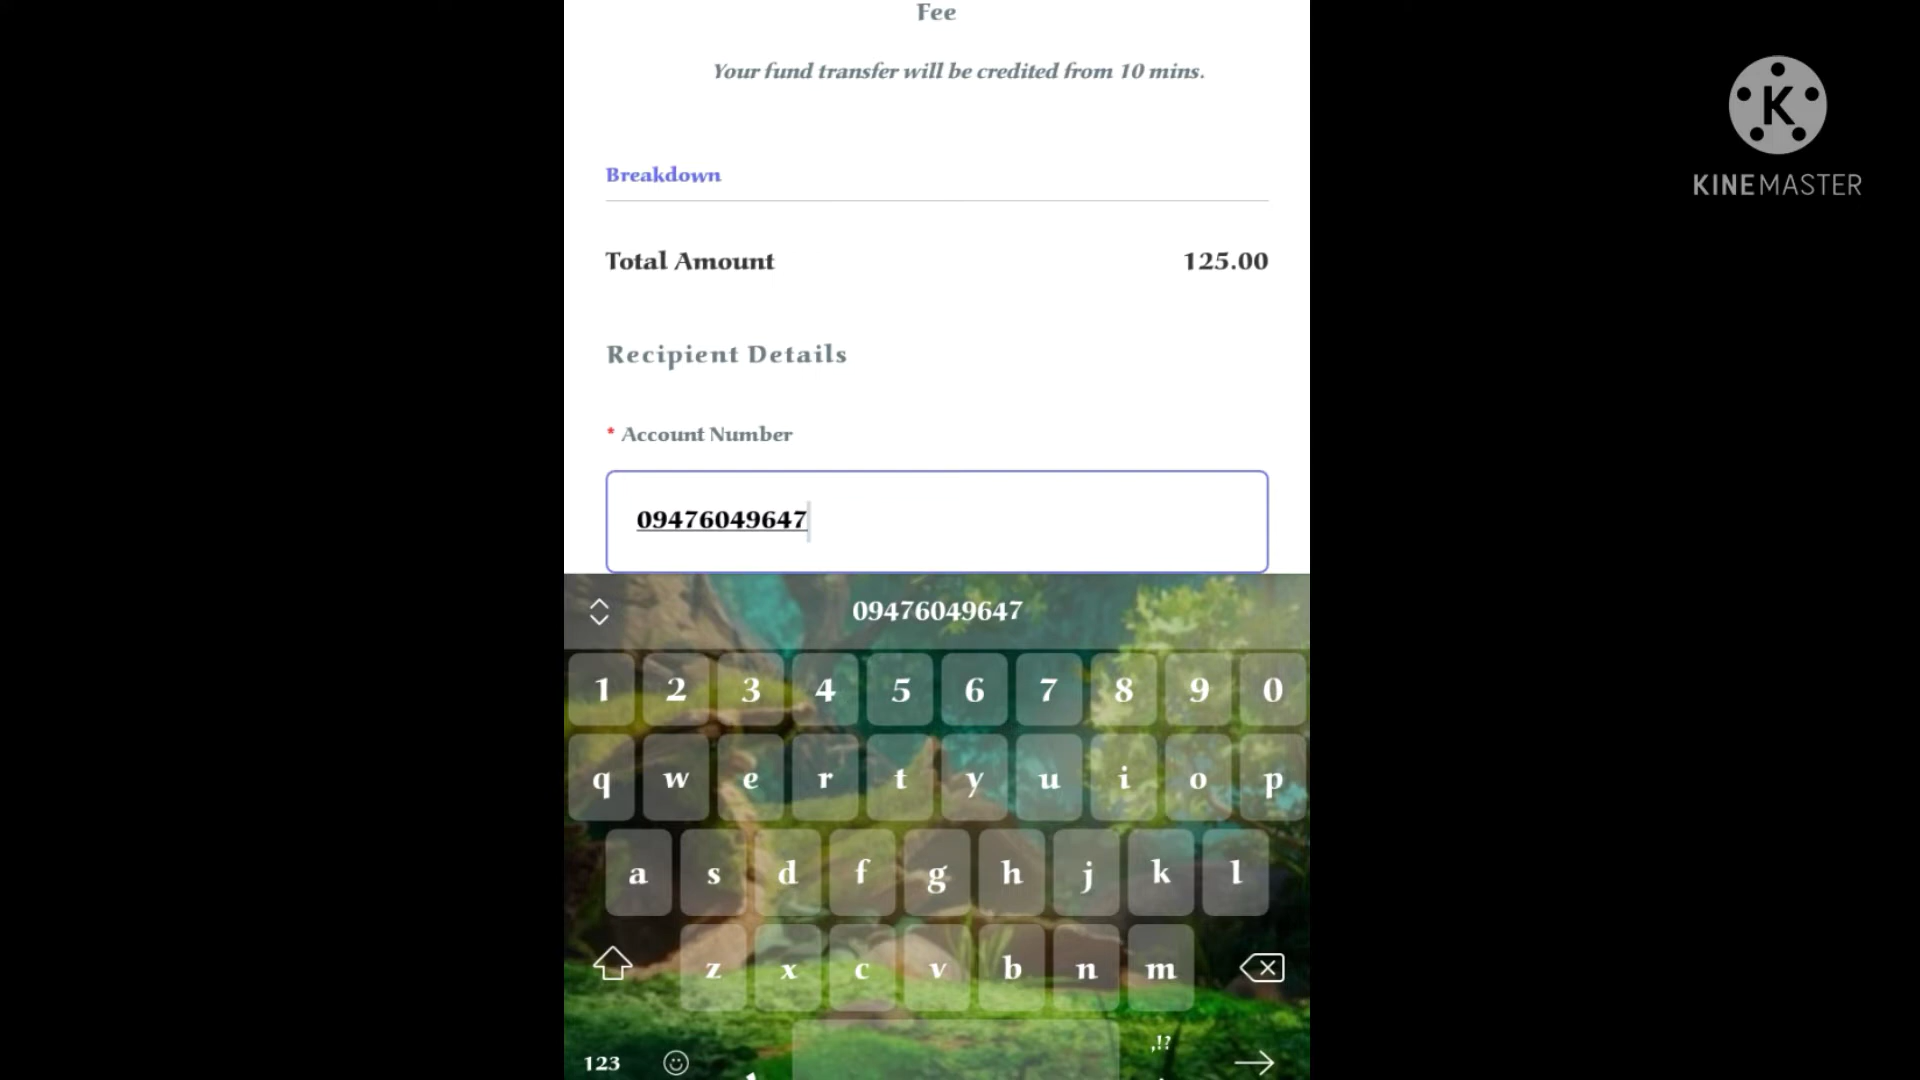 Fee
Your fund transfer will be credited from 10 mins.
K
KINEMASTER
Breakdown
Total Amount 125.00
Recipient Details
* Account Number
09476049647
09476049647
1 2 3 4 5 6 7 8 9 0
q w e r t y u i o p
a s d f g h j k l
z x c v b n m
,!?
123